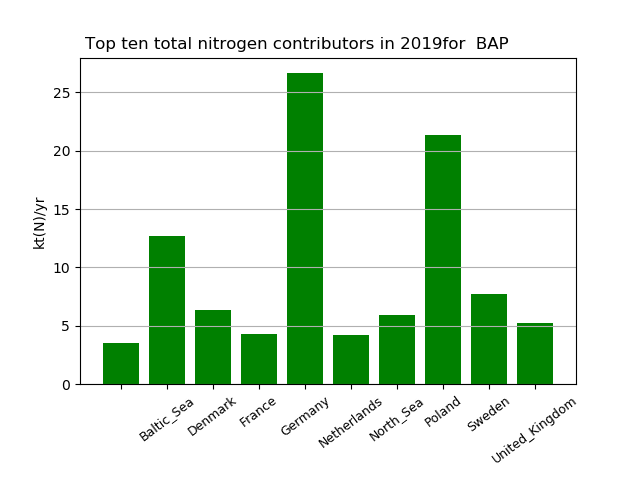 Top ten total nitrogen contributors in 2019for  BAP
25
20
15
10
5
0
kt(N)/yr
Baltic_Sea
Denmark
France
Germany
Netherlands
North_Sea
Poland
Sweden
United_Kingdom